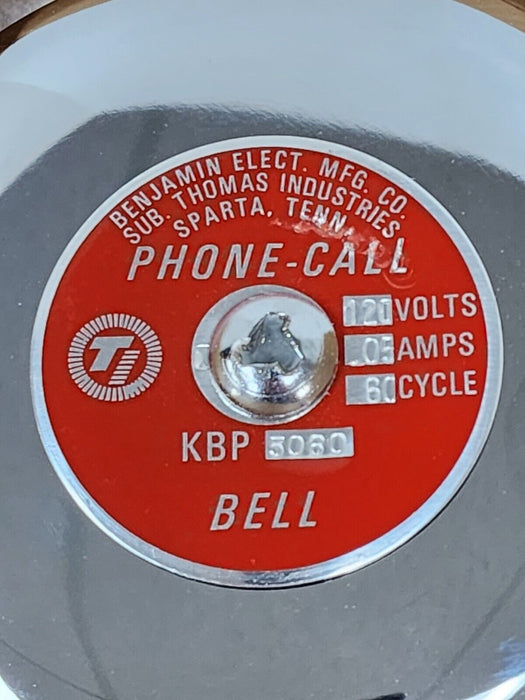 BENJAMIN ELECT. MFG. CO.
SUB. THOMAS INDUSTRIES
SPARTA, TENN.
PHONE-CALL
120 VOLTS
.05 AMPS
60 CYCLE
TI
KBP 5060
BELL